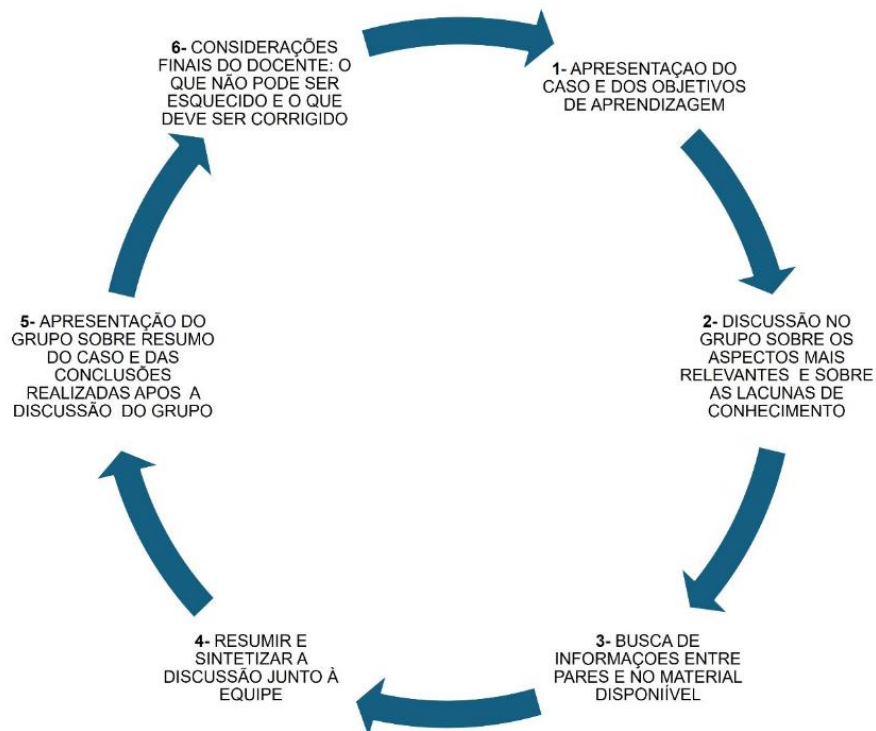 1- APRESENTAÇAO DO
CASO E DOS OBJETIVOS
DE APRENDIZAGEM
2- DISCUSSÃO NO
GRUPO SOBRE OS
ASPECTOS MAIS
RELEVANTES E SOBRE
AS LACUNAS DE
CONHECIMENTO
3- BUSCA DE
INFORMAÇOES ENTRE
PARES E NO MATERIAL
DISPONIÍVEL
4- RESUMIR E
SINTETIZAR A
DISCUSSÃO JUNTO À
EQUIPE
5- APRESENTAÇÃO DO
GRUPO SOBRE RESUMO
DO CASO E DAS
CONCLUSÕES
REALIZADAS APOS A
DISCUSSÃO DO GRUPO
6- CONSIDERAÇÕES
FINAIS DO DOCENTE: O
QUE NÃO PODE SER
ESQUECIDO E O QUE
DEVE SER CORRIGIDO